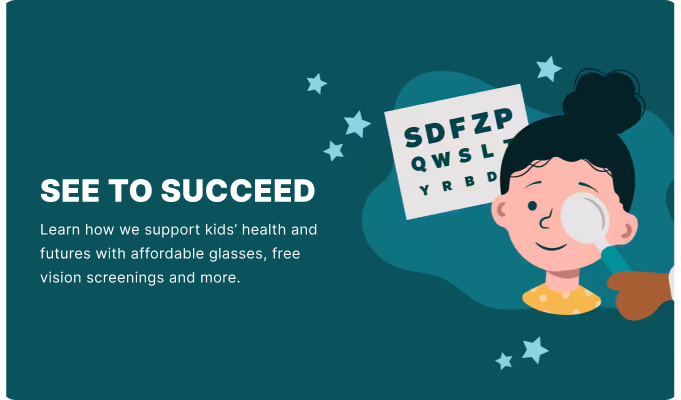 SDFZP
QWSL
YRBD
SEE TO SUCCEED
Learn how we support kids’ health and
futures with affordable glasses, free
vision screenings and more.